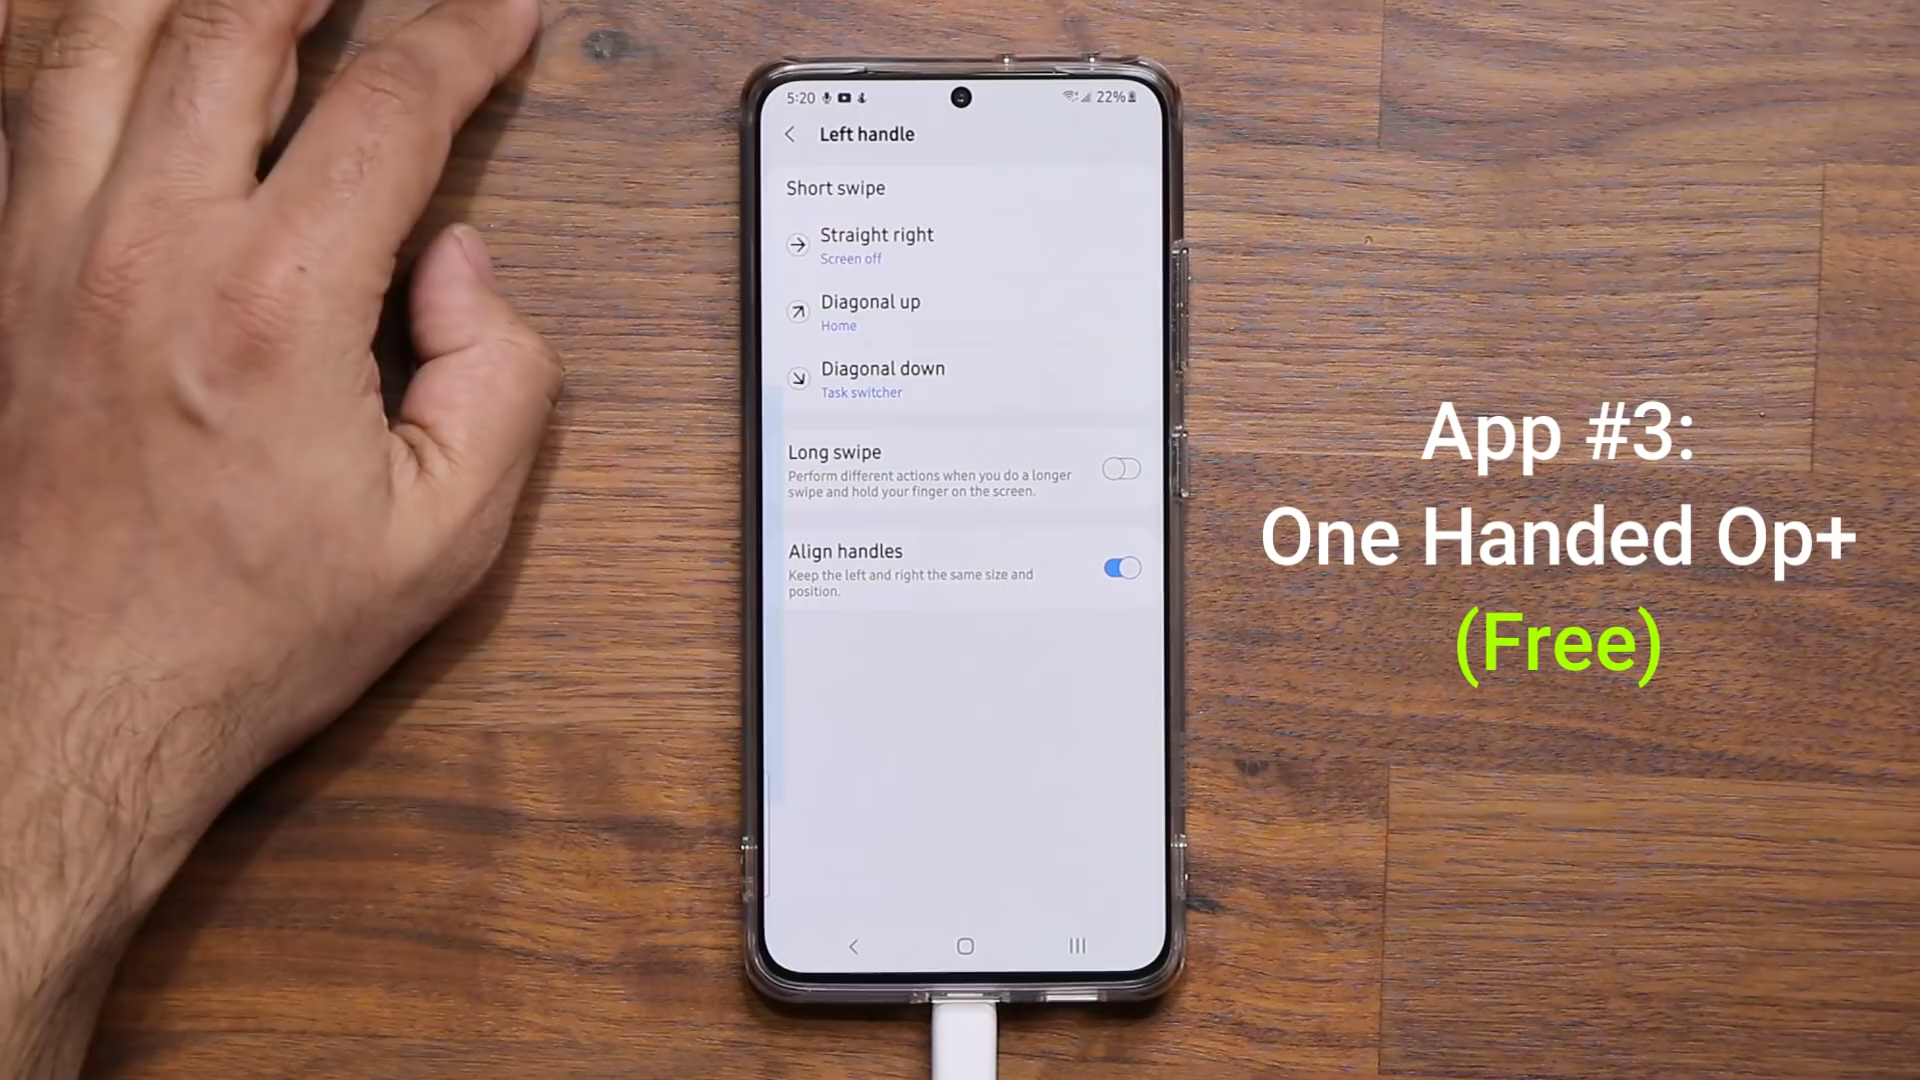 5:20
22%
Left handle
Short swipe
Straight right
Screen off
Diagonal up
Home
Diagonal down
Task switcher
Long swipe
Perform different actions when you do a longer
swipe and hold your finger on the screen.
Align handles
Keep the left and right the same size and
position.
App #3:
One Handed Op+
(Free)